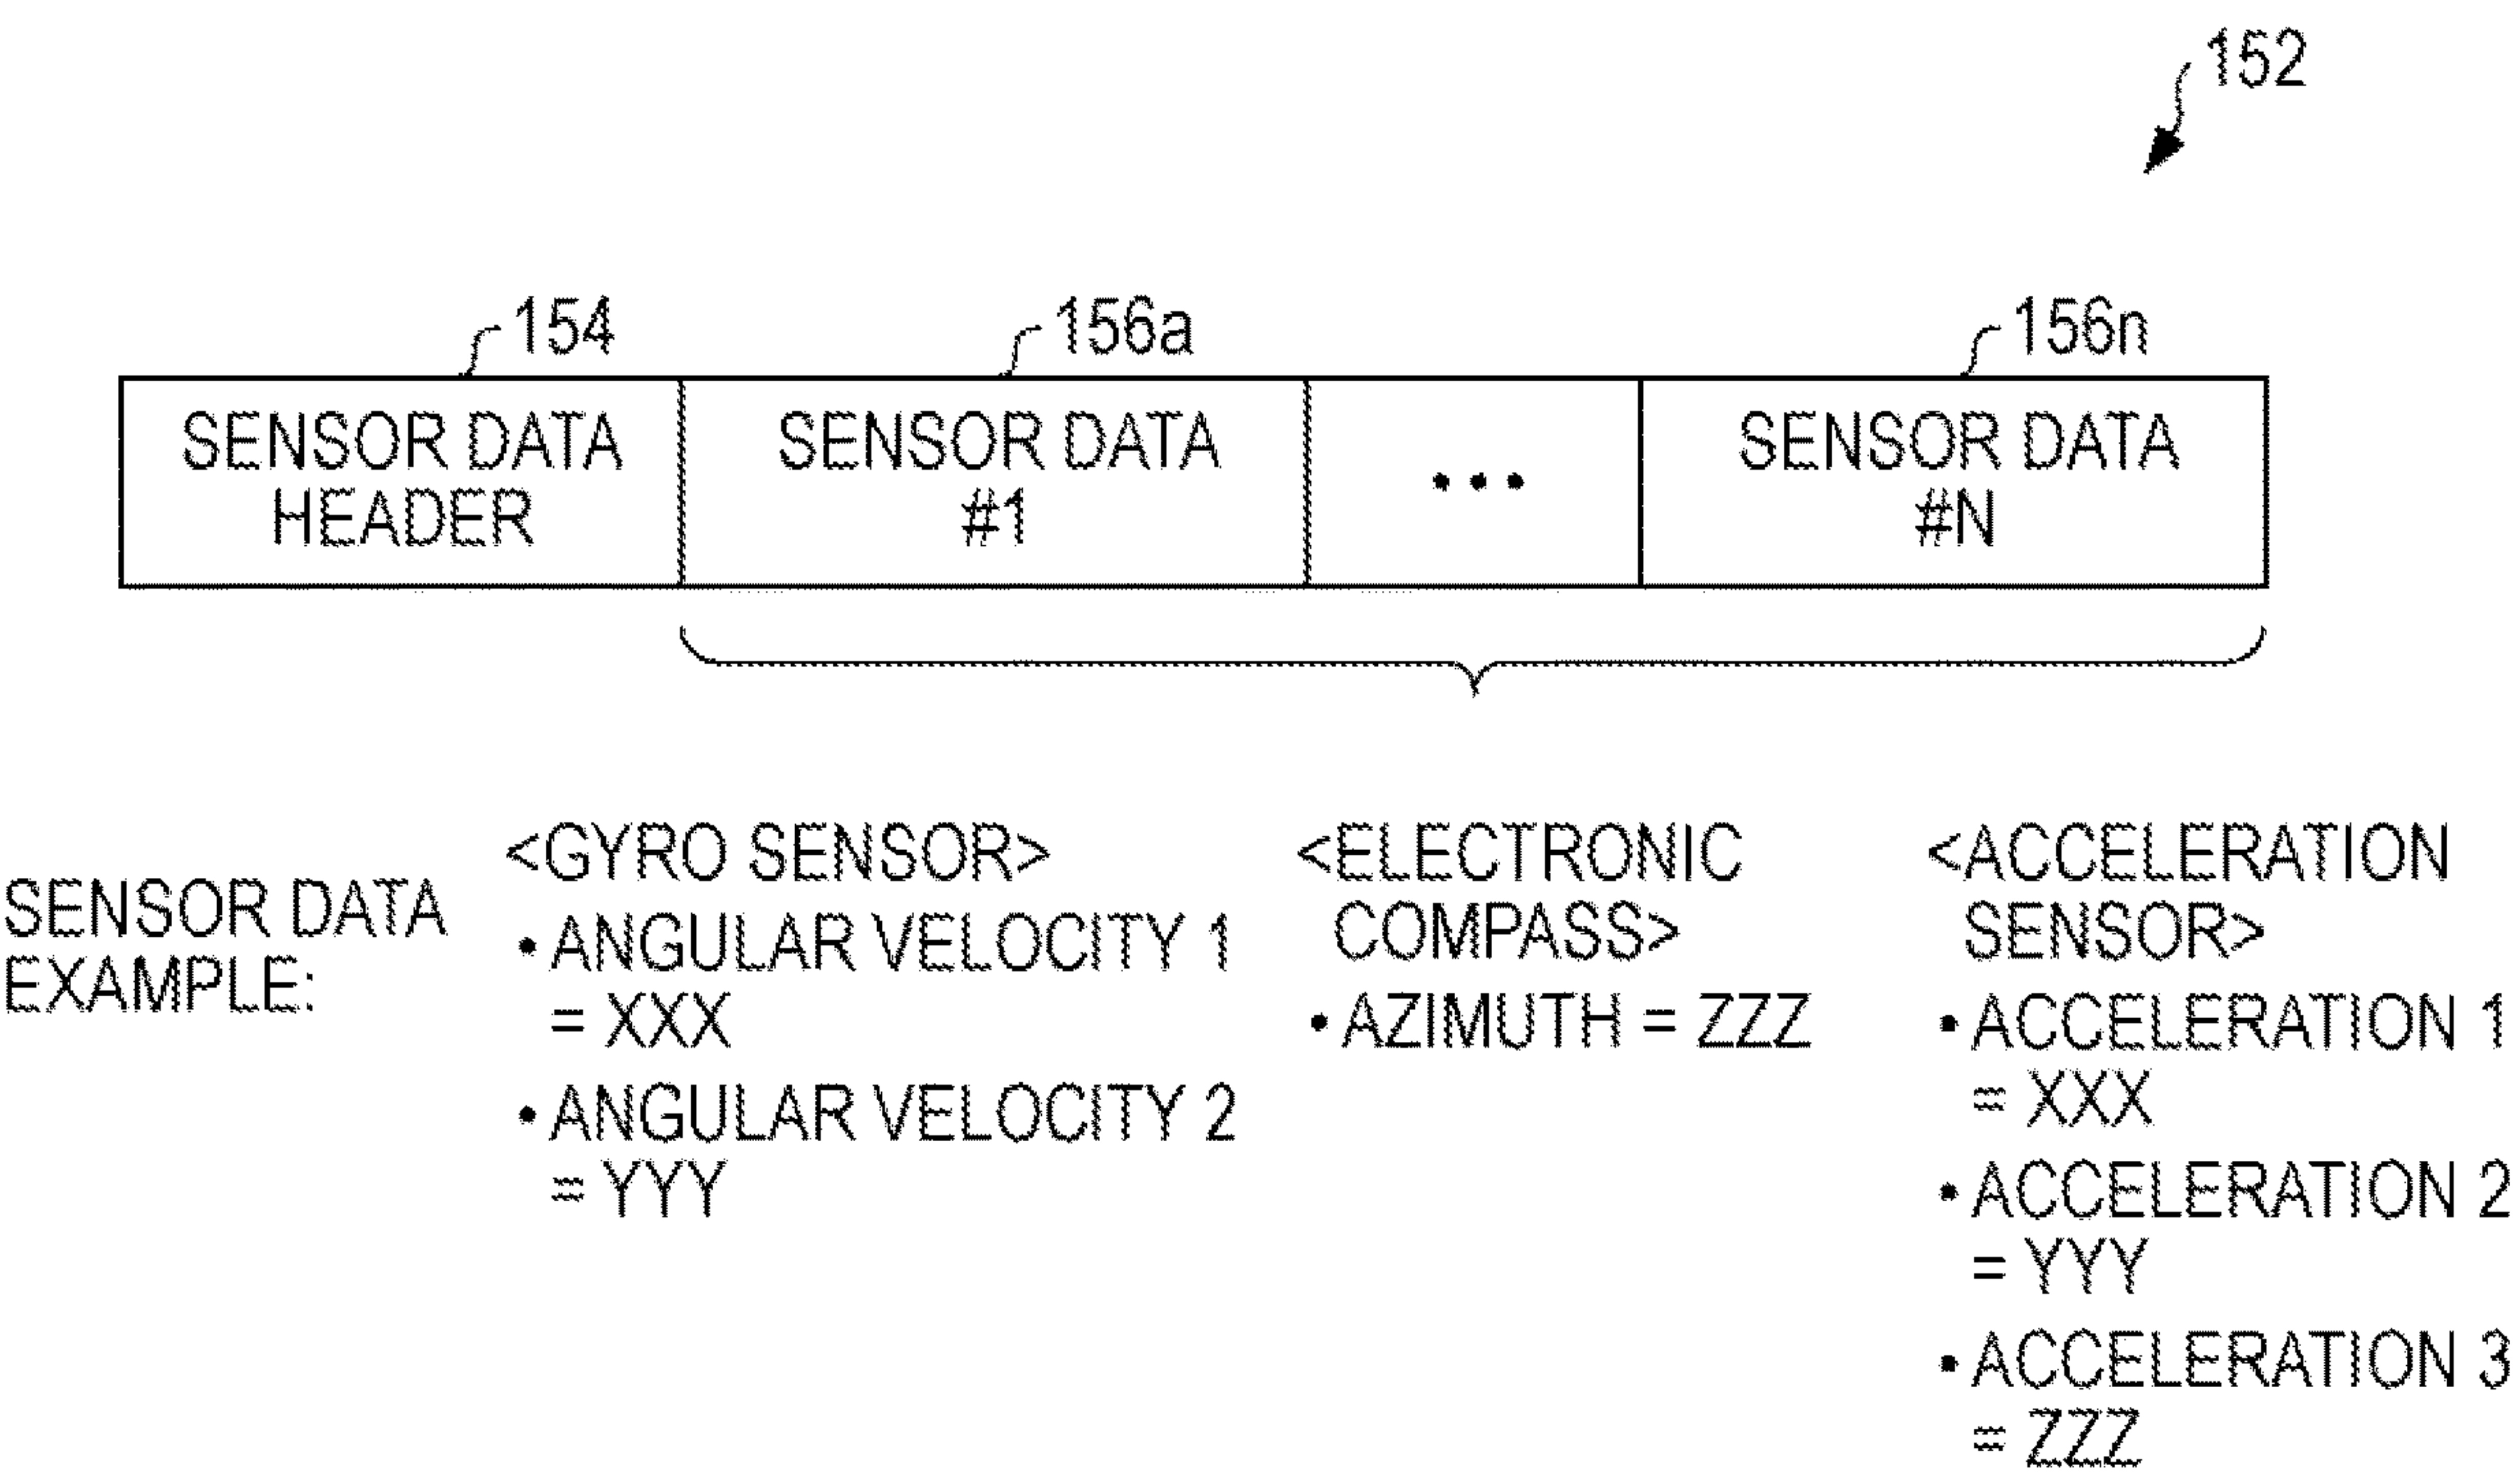 152
154
156a
156n
SENSOR DATA
HEADER
SENSOR DATA
#1
• • •
SENSOR DATA
#N
SENSOR DATA
EXAMPLE:
<GYRO SENSOR>
• ANGULAR VELOCITY 1
= XXX
• ANGULAR VELOCITY 2
= YYY
<ELECTRONIC
COMPASS>
• AZIMUTH = ZZZ
<ACCELERATION
SENSOR>
• ACCELERATION 1
= XXX
• ACCELERATION 2
= YYY
• ACCELERATION 3
= ZZZ